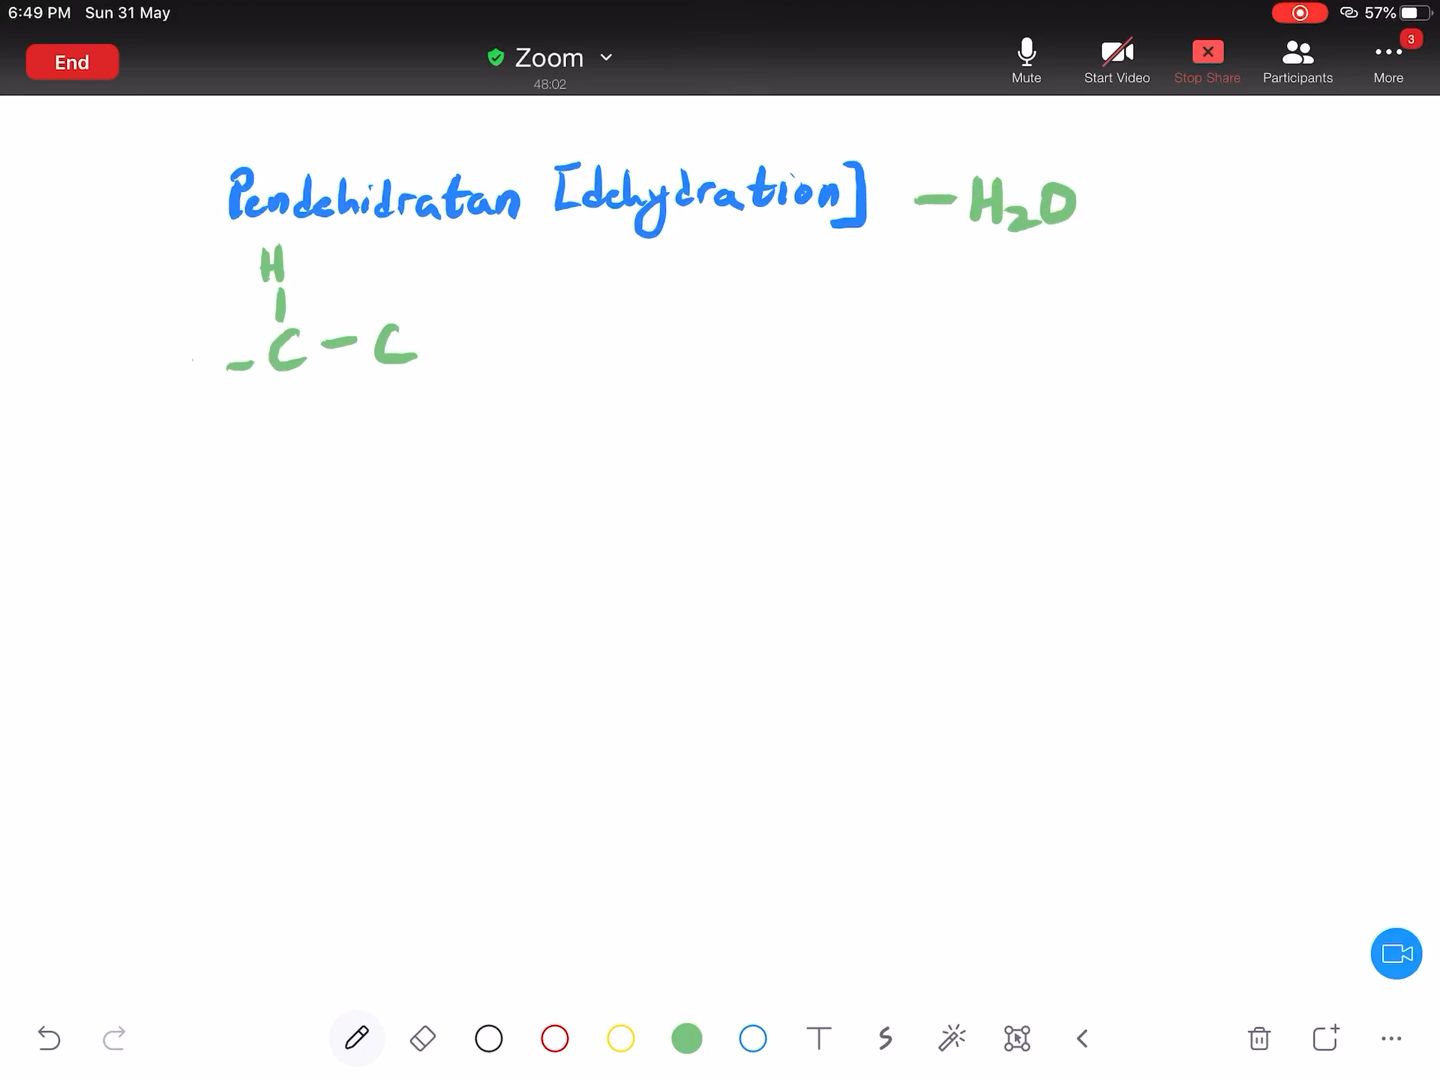 6:49 PM Sun 31 May
57%
End
Zoom
48:02
Mute
Start Video
Stop Share
Participants
More
3
Pendehidratan [dehydration] - H₂O
H
- C - C
T